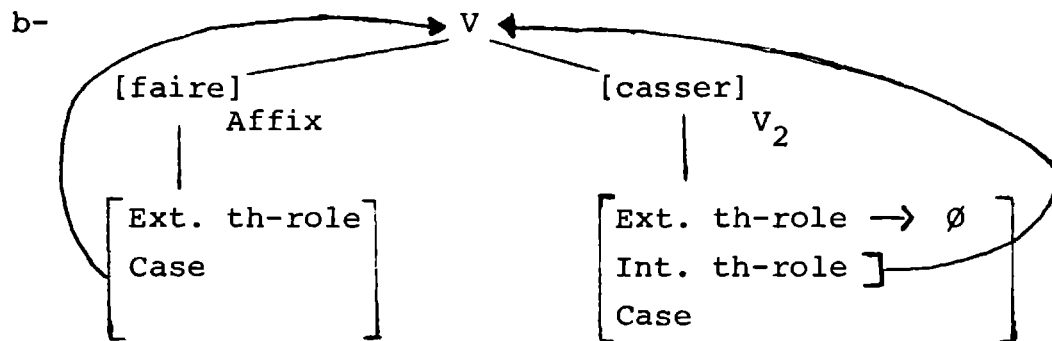 b- V
[faire] [casser]
Affix V2
Ext. th-role Ext. th-role → ∅
Case Int. th-role
Case